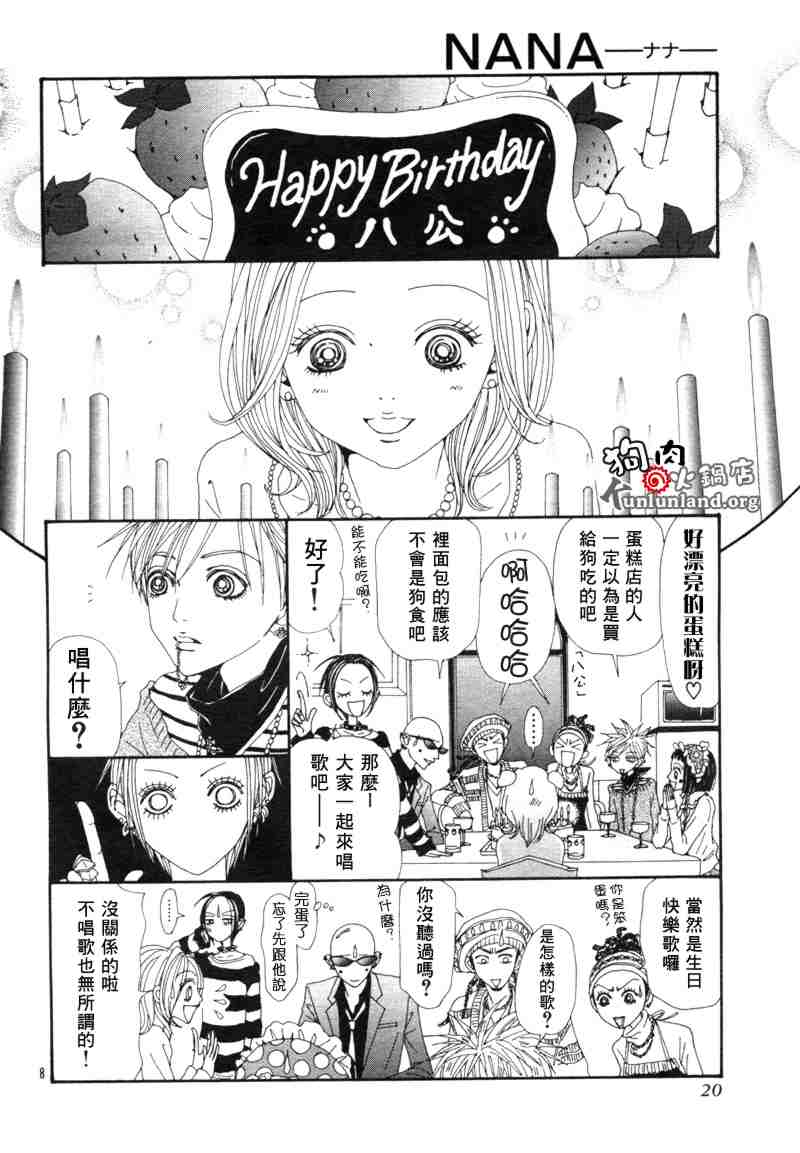 NANA—ナナ—
Happy Birthday
八公
狗肉
火鍋店
unlunland.org
好漂亮的蛋糕呀♡
蛋糕店的人
一定以為是買
給狗吃的吧
「八公」
啊哈哈哈
裡面包的應該
不會是狗食吧
能不能吃啊?
好了!
……
那麼—
大家一起來唱
歌吧—♪
唱什麼?
當然是生日
快樂歌囉
你是笨
蛋嗎?
是怎樣的歌?
你沒聽過嗎?
為什麼?
完蛋了
忘了先跟他說
……
沒關係的啦
不唱歌也無所謂的!
8
20